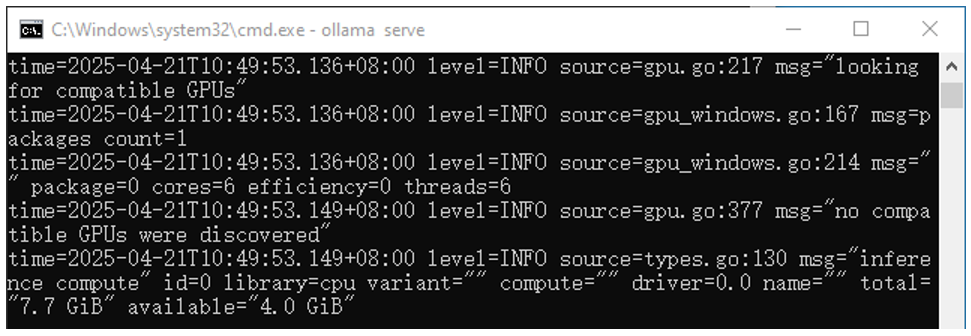 C:\Windows\system32\cmd.exe - ollama serve
time=2025-04-21T10:49:53.136+08:00 level=INFO source=gpu.go:217 msg="looking
for compatible GPUs"
time=2025-04-21T10:49:53.136+08:00 level=INFO source=gpu_windows.go:167 msg=p
ackages count=1
time=2025-04-21T10:49:53.136+08:00 level=INFO source=gpu_windows.go:214 msg="
" package=0 cores=6 efficiency=0 threads=6
time=2025-04-21T10:49:53.149+08:00 level=INFO source=gpu.go:377 msg="no compa
tible GPUs were discovered"
time=2025-04-21T10:49:53.149+08:00 level=INFO source=types.go:130 msg="infere
nce compute" id=0 library=cpu variant="" compute="" driver=0.0 name="" total=
"7.7 GiB" available="4.0 GiB"